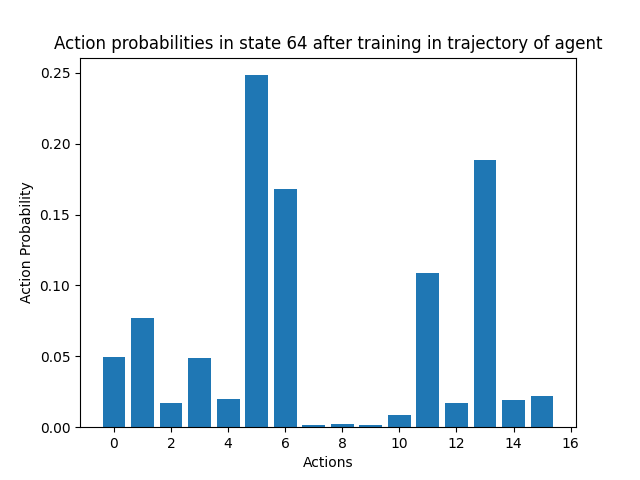 Action probabilities in state 64 after training in trajectory of agent
0.25
0.20
0.15
0.10
0.05
0.00
Action Probability
0 2 4 6 8 10 12 14 16
Actions